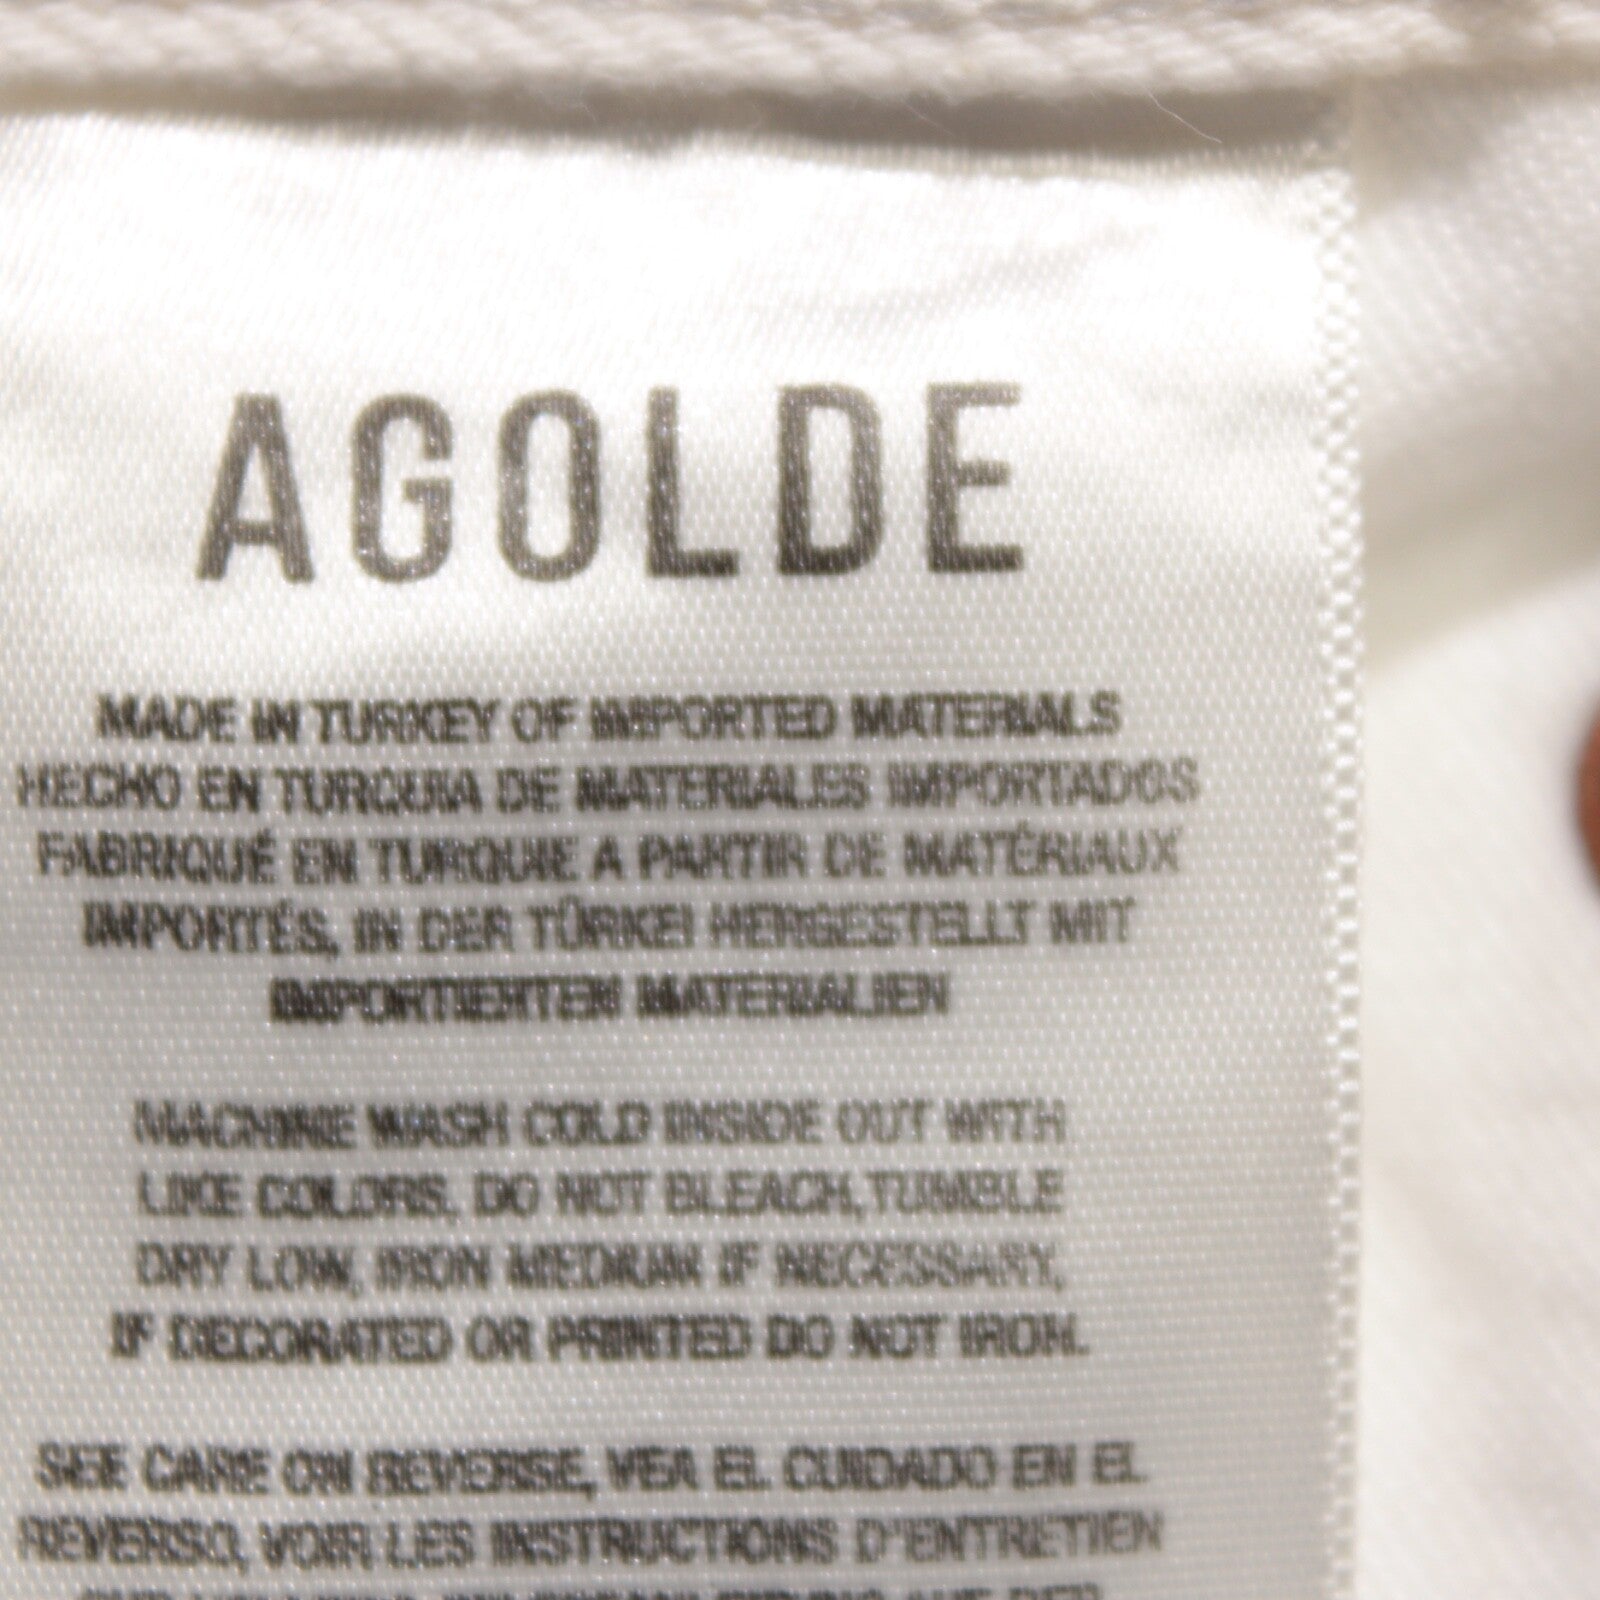 AGOLDE
MADE IN TURKEY OF IMPORTED MATERIALS
HECHO EN TURQUIA DE MATERIALES IMPORTADOS
FABRIQUÉ EN TURQUIE A PARTIR DE MATÉRIAUX
IMPORTÉS, IN DER TÜRKEI HERGESTELLT MIT
IMPORTIERTEN MATERIALIEN
MACHINE WASH COLD INSIDE OUT WITH
LIKE COLORS. DO NOT BLEACH, TUMBLE
DRY LOW, IRON MEDIUM IF NECESSARY,
IF DECORATED OR PRINTED DO NOT IRON.
SEE CARE ON REVERSE, VEA EL CUIDADO EN EL
REVERSO, VOIR LES INSTRUCTIONS D'ENTRETIEN